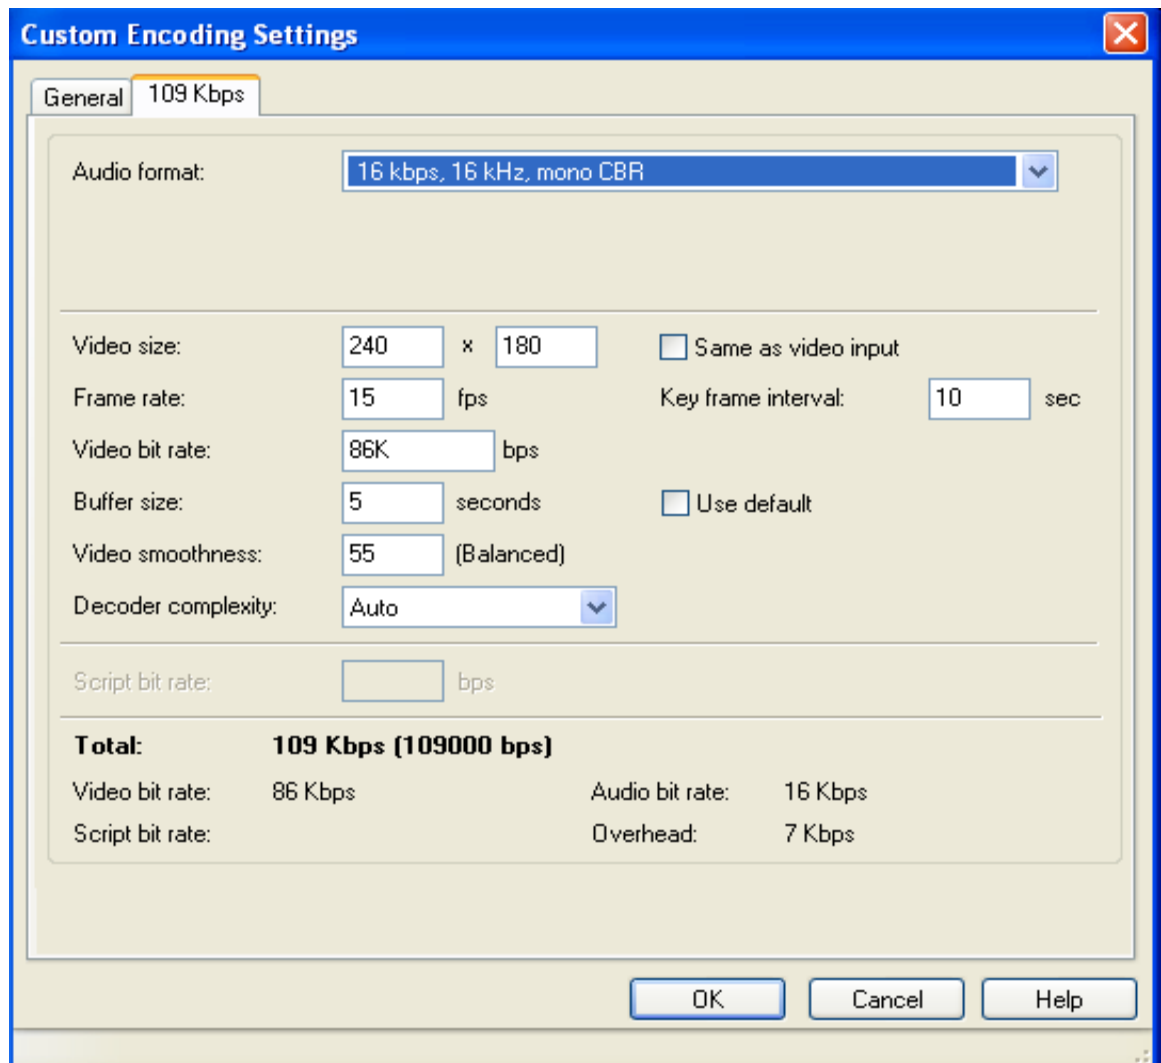 Custom Encoding Settings
General 109 Kbps
Audio format: 16 kbps, 16 kHz, mono CBR
Video size: 240 x 180 Same as video input
Frame rate: 15 fps Key frame interval: 10 sec
Video bit rate: 86K bps
Buffer size: 5 seconds Use default
Video smoothness: 55 (Balanced)
Decoder complexity: Auto
Script bit rate: bps
Total: 109 Kbps (109000 bps)
Video bit rate: 86 Kbps Audio bit rate: 16 Kbps
Script bit rate: Overhead: 7 Kbps
OK Cancel Help